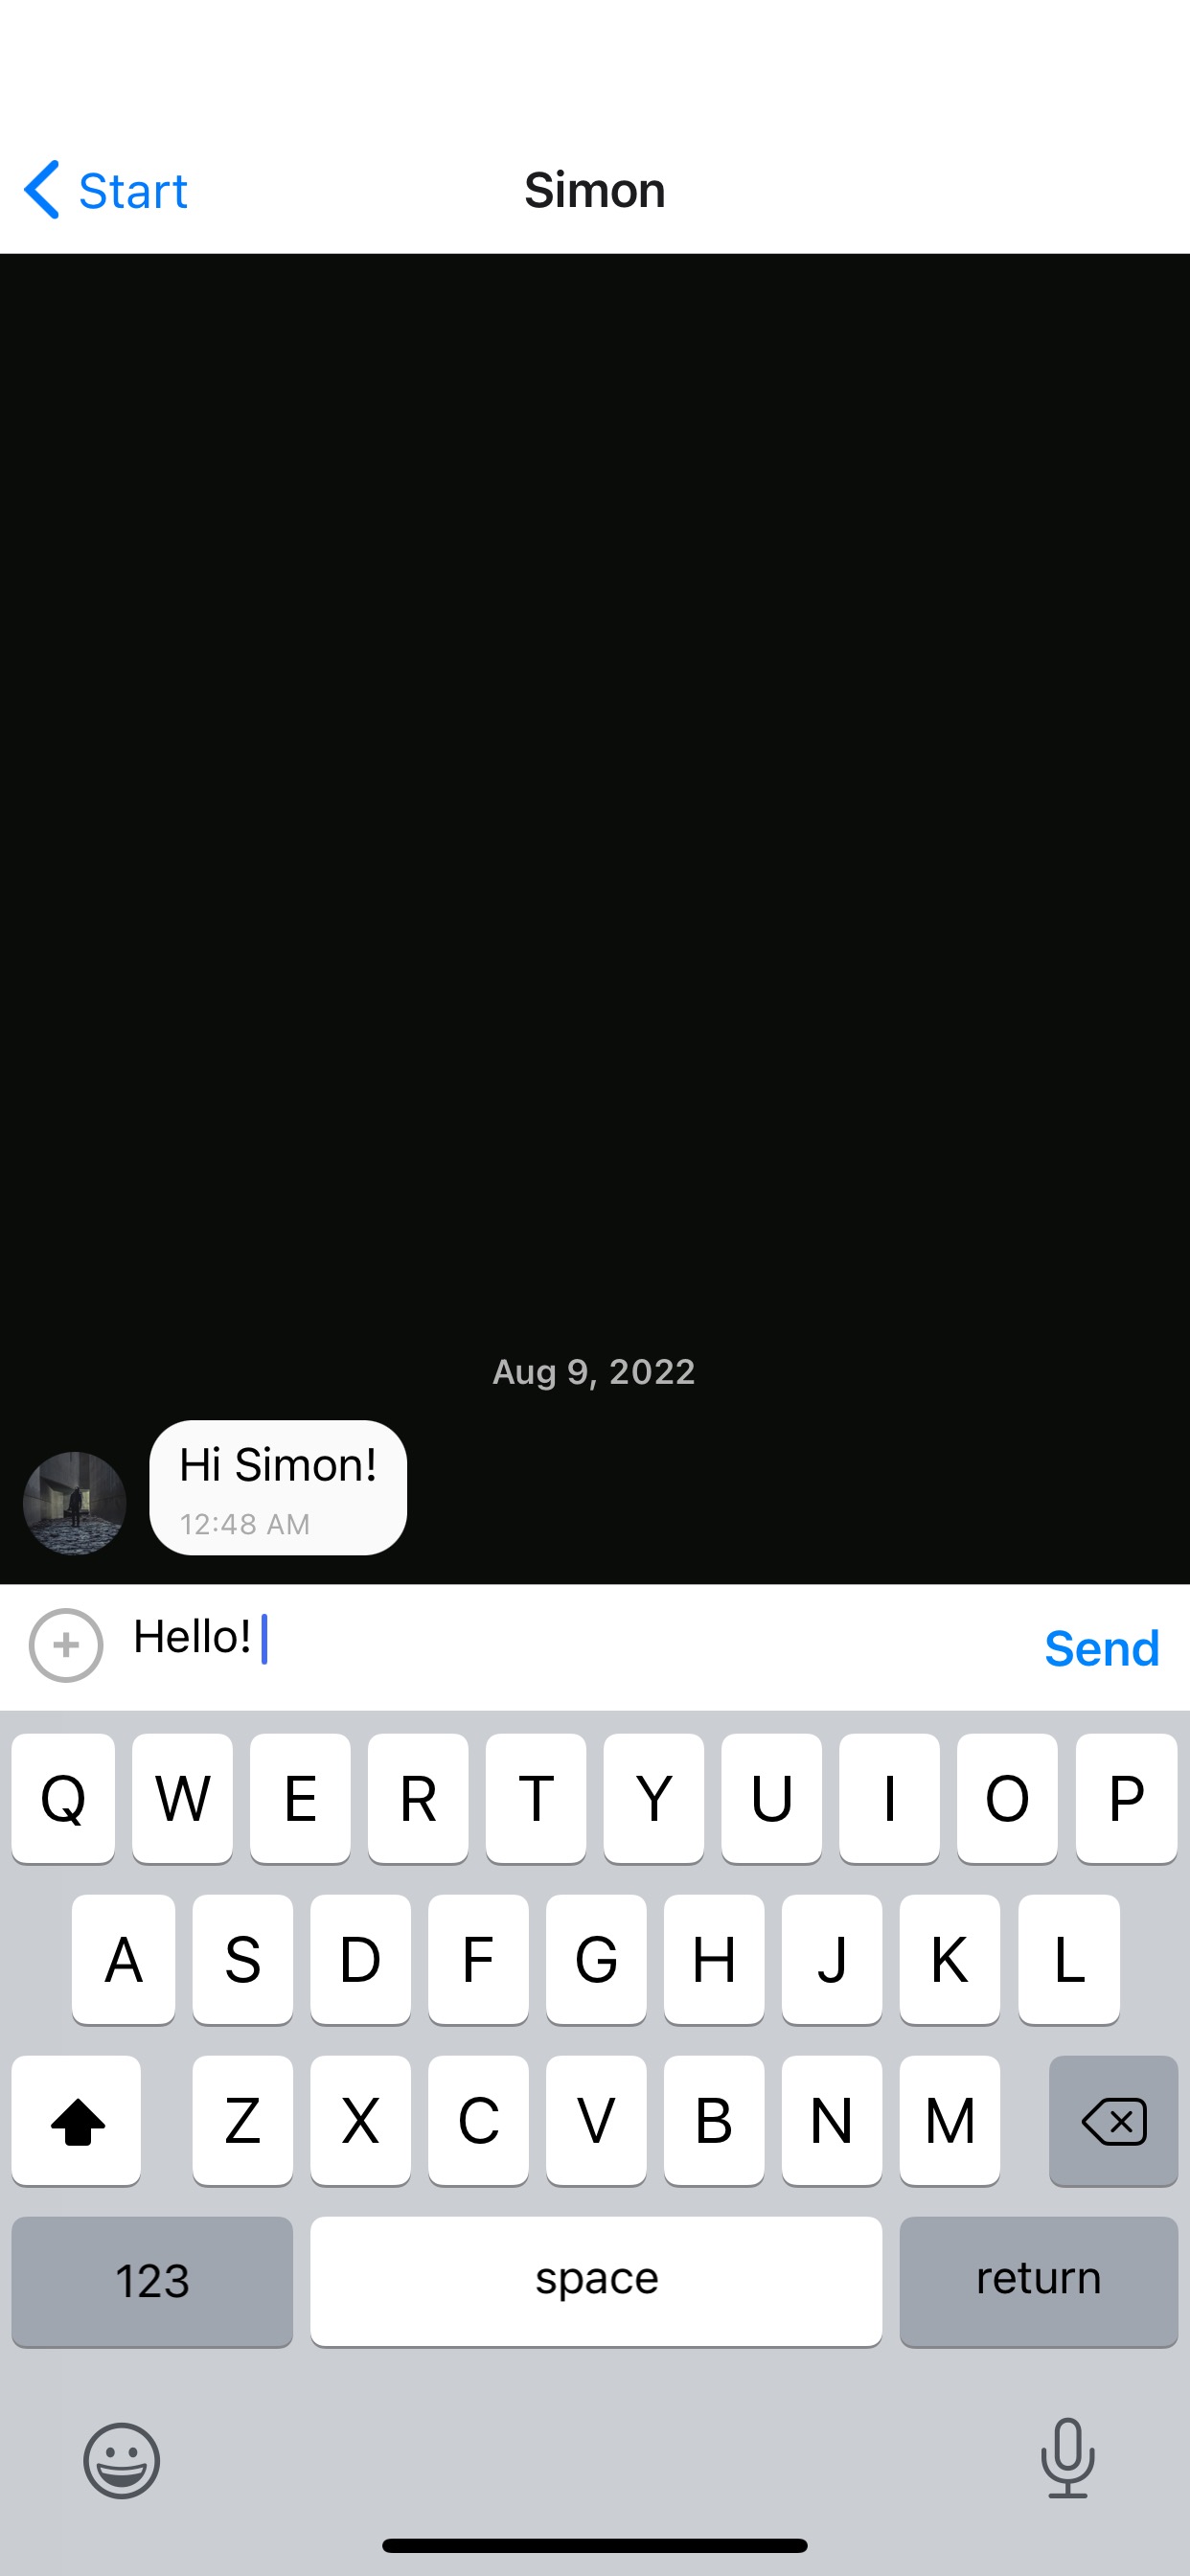 Start
Simon
Aug 9, 2022
Hi Simon!
12:48 AM
+
Hello!
Send
Q W E R T Y U I O P
A S D F G H J K L
Z X C V B N M
123
space
return